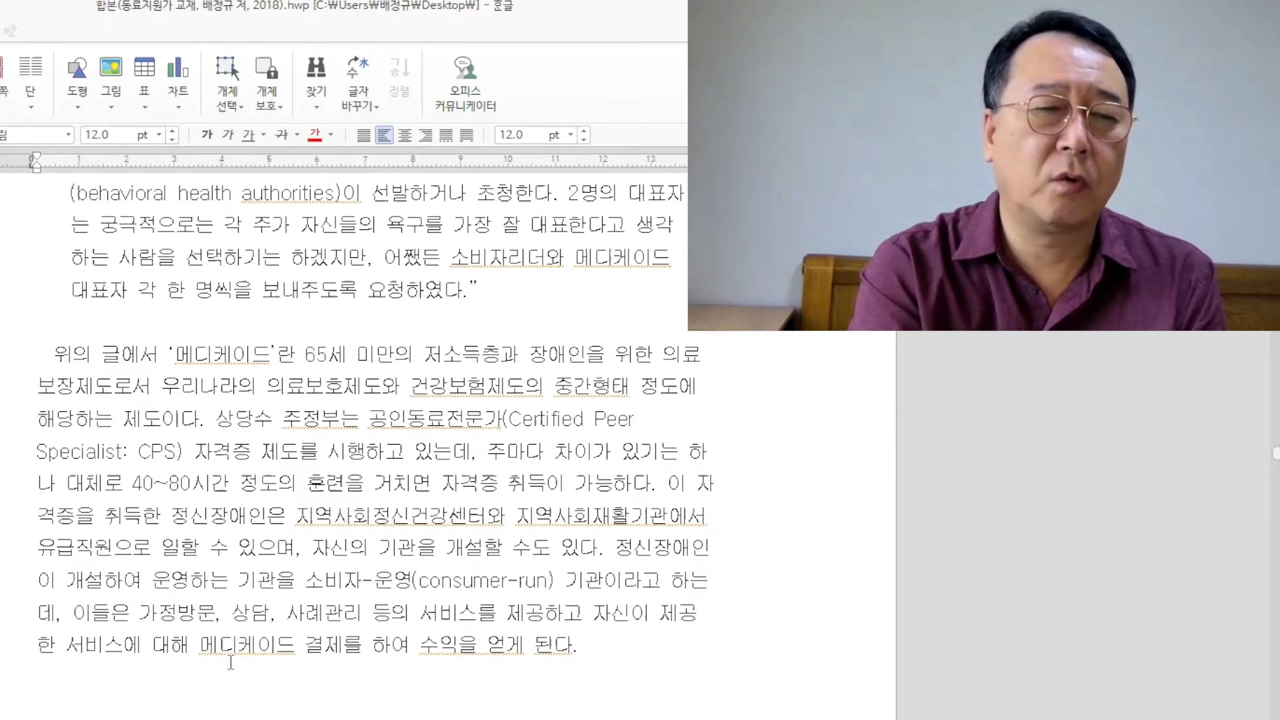 합본(동료지원가 교재, 배정규 저, 2018).hwp [C:₩Users₩배정규₩Desktop₩] - 훈글
쪽 단 도형 그림 표 차트 개체 선택 개체 보호 찾기 글자 바꾸기 정렬 오피스 커뮤니케이터
12.0 pt 가 가 가 가 가 12.0 pt
1 2 3 4 5 6 7 8 9 10 11 12 13
(behavioral health authorities)이 선발하거나 초청한다. 2명의 대표자
는 궁극적으로는 각 주가 자신들의 욕구를 가장 잘 대표한다고 생각
하는 사람을 선택하기는 하겠지만, 어쨌든 소비자리더와 메디케이드
대표자 각 한 명씩을 보내주도록 요청하였다.”
위의 글에서 ‘메디케이드’란 65세 미만의 저소득층과 장애인을 위한 의료
보장제도로서 우리나라의 의료보호제도와 건강보험제도의 중간형태 정도에
해당하는 제도이다. 상당수 주정부는 공인동료전문가(Certified Peer
Specialist: CPS) 자격증 제도를 시행하고 있는데, 주마다 차이가 있기는 하
나 대체로 40~80시간 정도의 훈련을 거치면 자격증 취득이 가능하다. 이 자
격증을 취득한 정신장애인은 지역사회정신건강센터와 지역사회재활기관에서
유급직원으로 일할 수 있으며, 자신의 기관을 개설할 수도 있다. 정신장애인
이 개설하여 운영하는 기관을 소비자-운영(consumer-run) 기관이라고 하는
데, 이들은 가정방문, 상담, 사례관리 등의 서비스를 제공하고 자신이 제공
한 서비스에 대해 메디케이드 결제를 하여 수익을 얻게 된다.